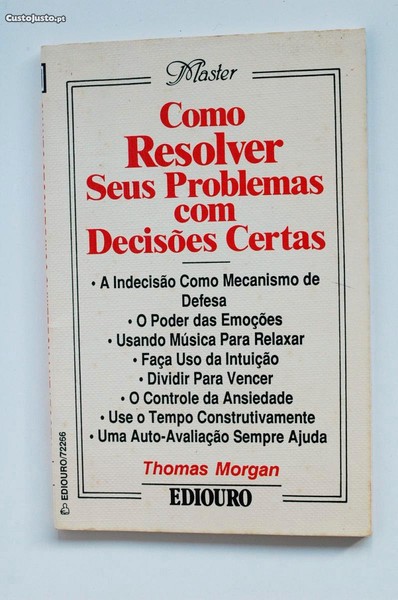 CustoJusto.pt
Master
Como
Resolver
Seus Problemas
com
Decisões Certas
• A Indecisão Como Mecanismo de
Defesa
• O Poder das Emoções
• Usando Música Para Relaxar
• Faça Uso da Intuição
• Dividir Para Vencer
• O Controle da Ansiedade
• Use o Tempo Construtivamente
• Uma Auto-Avaliação Sempre Ajuda
Thomas Morgan
EDIOURO
EDIOURO/72266